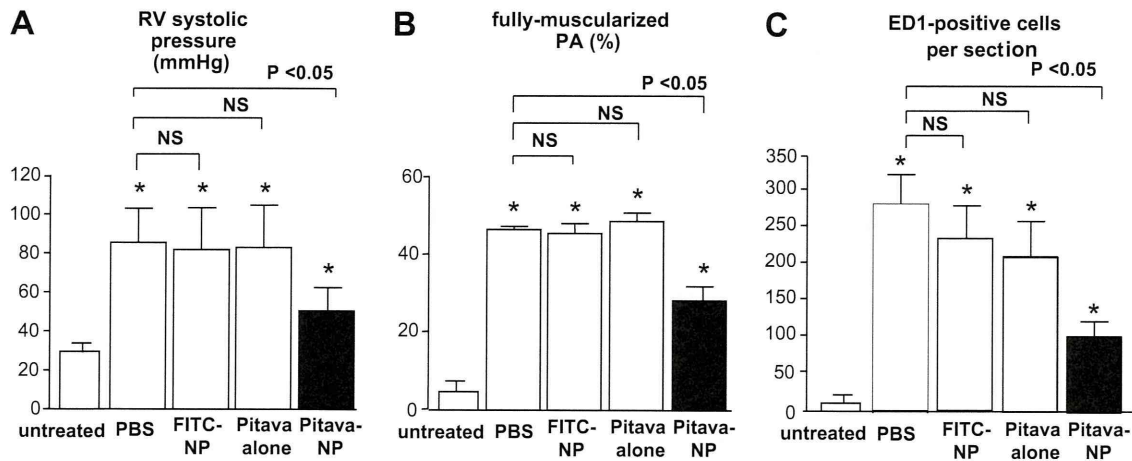 A
RV systolic
pressure
(mmHg)
P <0.05
NS
NS
120
100
80
60
40
20
0
*
*
*
*
untreated PBS FITC- Pitava Pitava-
NP alone NP
B
fully-muscularized
PA (%)
P <0.05
NS
NS
60
40
20
0
*
*
*
*
untreated PBS FITC- Pitava Pitava-
NP alone NP
C
ED1-positive cells
per section
P <0.05
NS
NS
350
300
250
200
150
100
50
0
*
*
*
*
untreated PBS FITC- Pitava Pitava-
NP alone NP